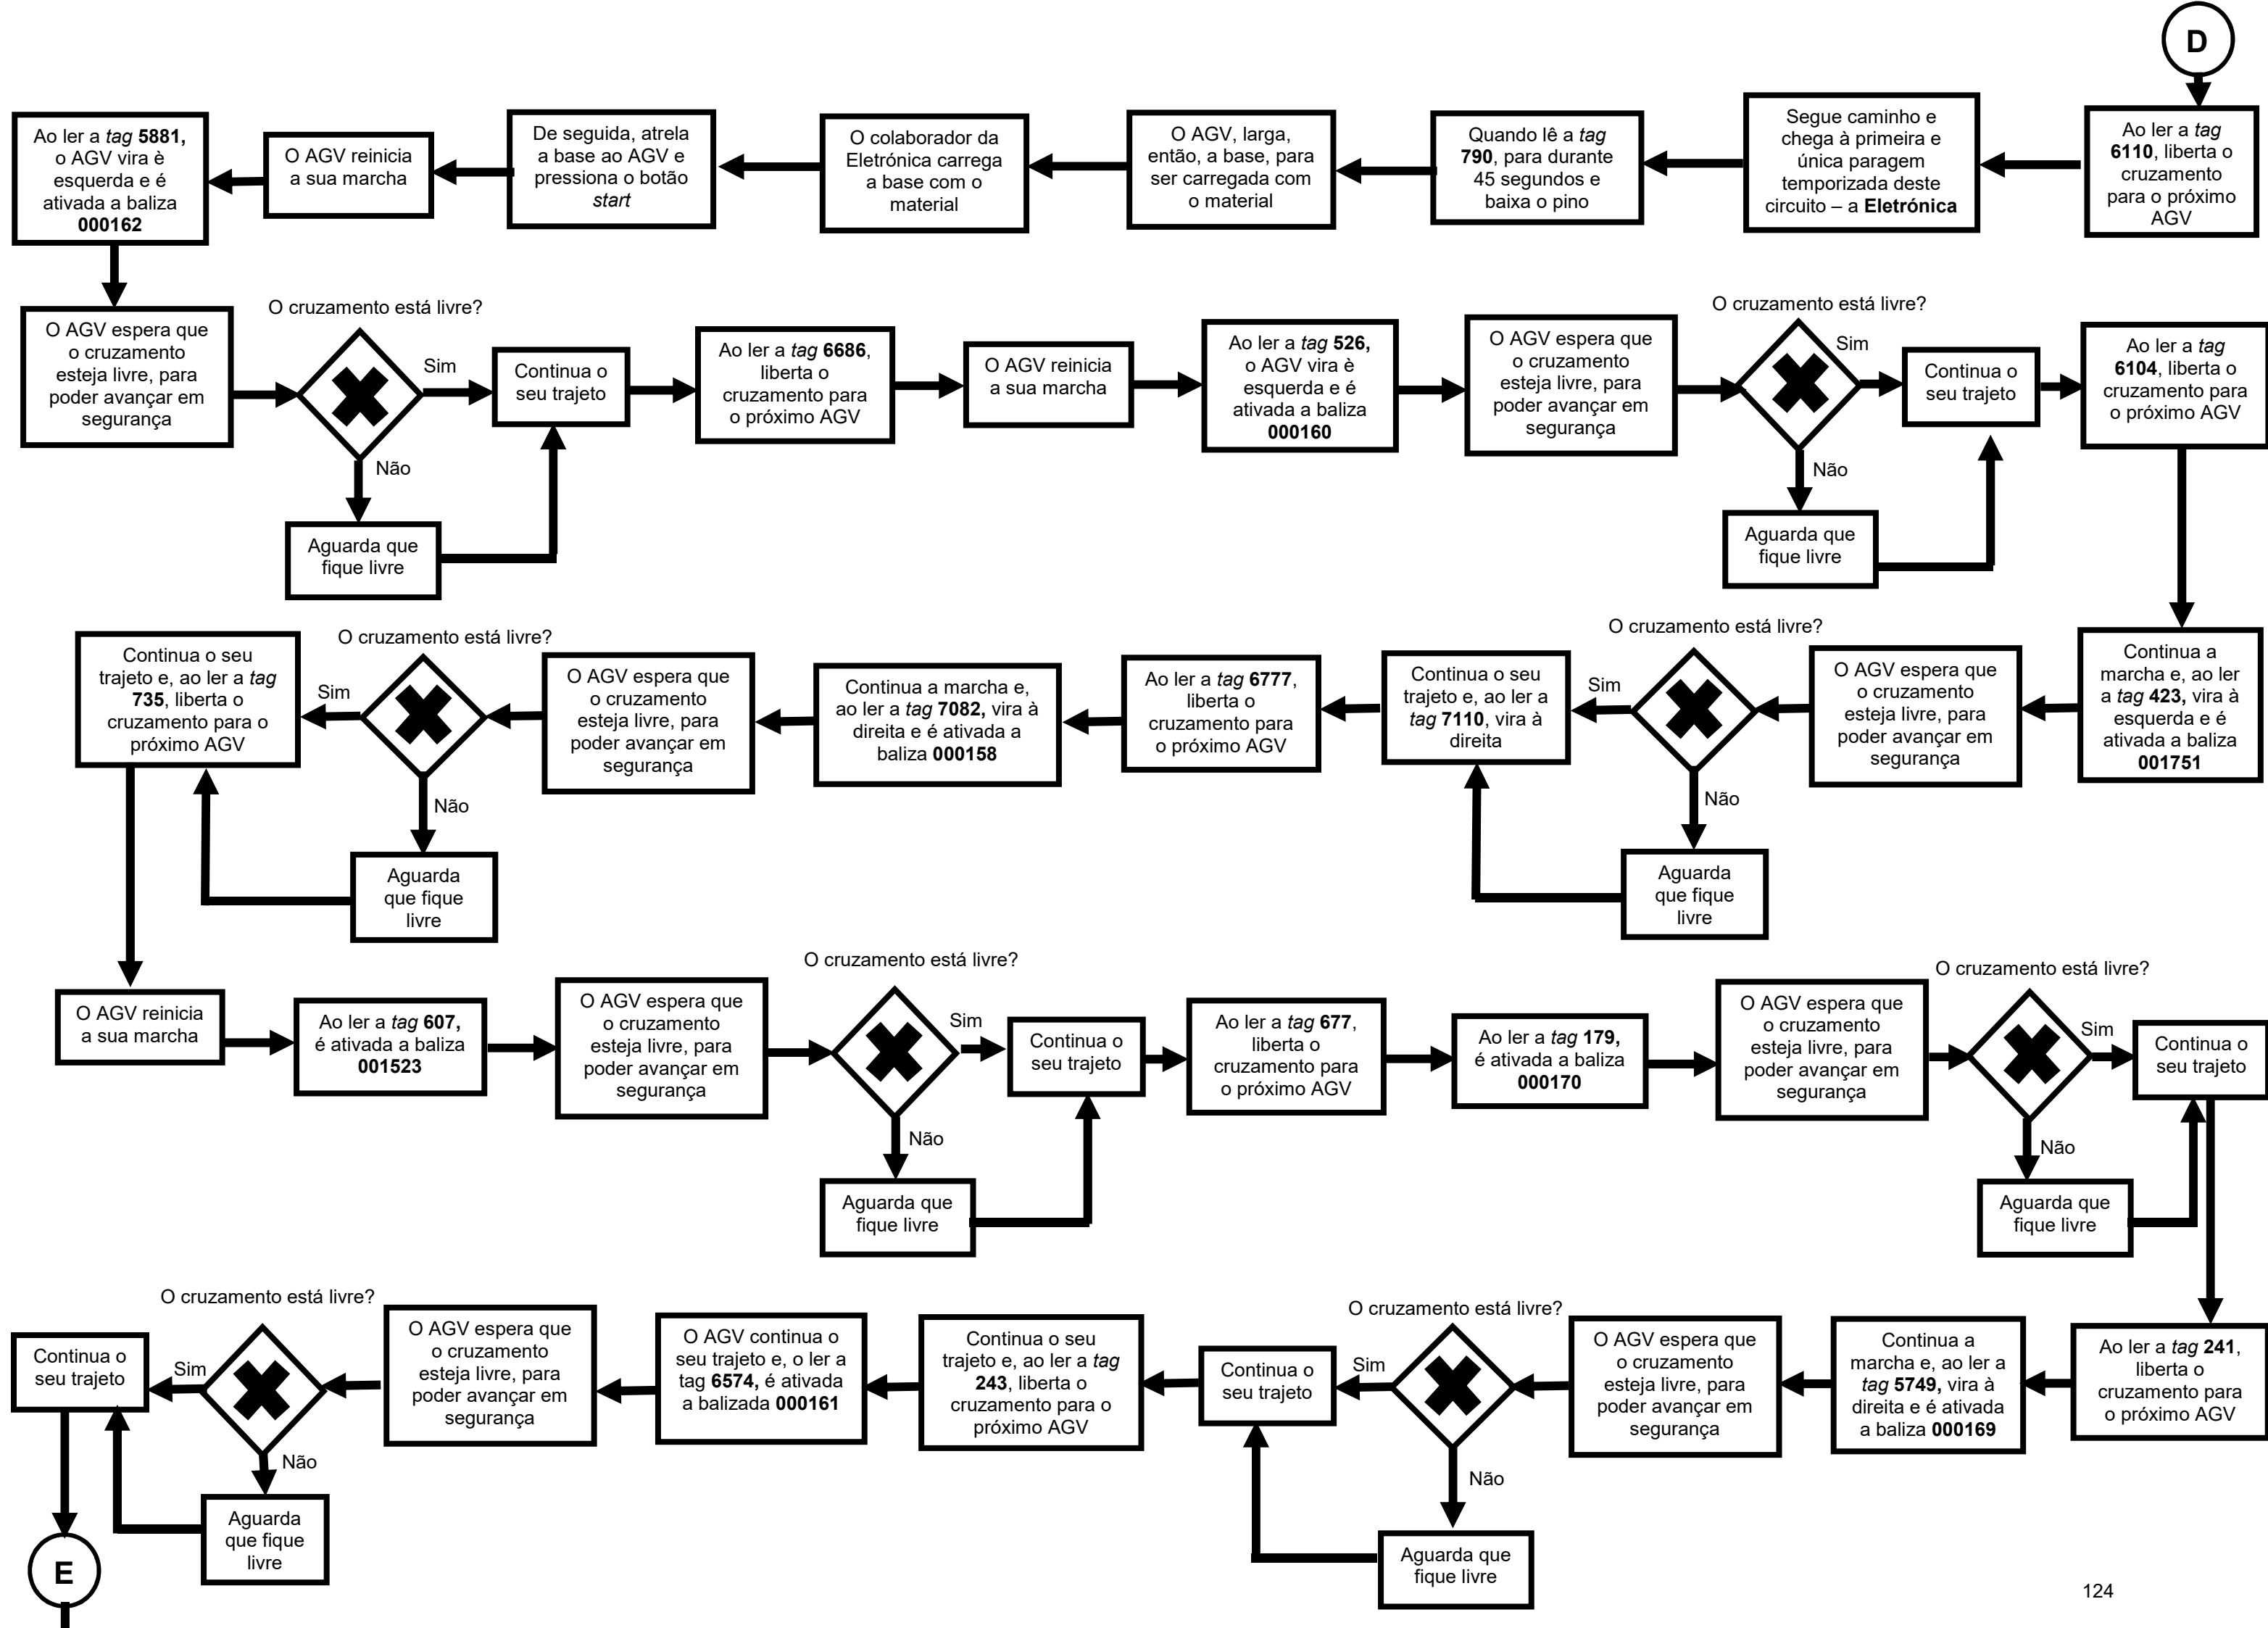 D
Ao ler a tag
6110, liberta o
cruzamento
para o próximo
AGV
Segue caminho e
chega à primeira e
única paragem
temporizada deste
circuito – a Eletrónica
Quando lê a tag
790, para durante
45 segundos e
baixa o pino
O AGV, larga,
então, a base, para
ser carregada com
o material
O colaborador da
Eletrónica carrega
a base com o
material
De seguida, atrela
a base ao AGV e
pressiona o botão
start
O AGV reinicia
a sua marcha
Ao ler a tag 5881,
o AGV vira è
esquerda e é
ativada a baliza
000162
O AGV espera que
o cruzamento
esteja livre, para
poder avançar em
segurança
O cruzamento está livre?
Sim
Não
Aguarda que
fique livre
Continua o
seu trajeto
Ao ler a tag 6686,
liberta o
cruzamento para
o próximo AGV
O AGV reinicia
a sua marcha
Ao ler a tag 526,
o AGV vira è
esquerda e é
ativada a baliza
000160
O AGV espera que
o cruzamento
esteja livre, para
poder avançar em
segurança
O cruzamento está livre?
Sim
Não
Aguarda que
fique livre
Continua o
seu trajeto
Ao ler a tag
6104, liberta o
cruzamento para
o próximo AGV
Continua a
marcha e, ao ler
a tag 423, vira à
esquerda e é
ativada a baliza
001751
O AGV espera que
o cruzamento
esteja livre, para
poder avançar em
segurança
O cruzamento está livre?
Sim
Não
Aguarda
que fique
livre
Continua o seu
trajeto e, ao ler a
tag 7110, vira à
direita
Ao ler a tag 6777,
liberta o
cruzamento para
o próximo AGV
Continua a marcha e,
ao ler a tag 7082, vira à
direita e é ativada a
baliza 000158
O AGV espera que
o cruzamento
esteja livre, para
poder avançar em
segurança
O cruzamento está livre?
Sim
Não
Aguarda
que fique
livre
Continua o seu
trajeto e, ao ler a tag
735, liberta o
cruzamento para o
próximo AGV
O AGV reinicia
a sua marcha
Ao ler a tag 607,
é ativada a baliza
001523
O AGV espera que
o cruzamento
esteja livre, para
poder avançar em
segurança
O cruzamento está livre?
Sim
Não
Aguarda que
fique livre
Continua o
seu trajeto
Ao ler a tag 677,
liberta o
cruzamento para
o próximo AGV
Ao ler a tag 179,
é ativada a baliza
000170
O AGV espera que
o cruzamento
esteja livre, para
poder avançar em
segurança
O cruzamento está livre?
Sim
Não
Aguarda que
fique livre
Continua o
seu trajeto
Ao ler a tag 241,
liberta o
cruzamento para
o próximo AGV
Continua a
marcha e, ao ler a
tag 5749, vira à
direita e é ativada
a baliza 000169
O AGV espera que
o cruzamento
esteja livre, para
poder avançar em
segurança
O cruzamento está livre?
Sim
Não
Aguarda que
fique livre
Continua o
seu trajeto
Continua o seu
trajeto e, ao ler a tag
243, liberta o
cruzamento para o
próximo AGV
O AGV continua o
seu trajeto e, o ler a
tag 6574, é ativada
a balizada 000161
O AGV espera que
o cruzamento
esteja livre, para
poder avançar em
segurança
O cruzamento está livre?
Sim
Não
Aguarda
que fique
livre
Continua o
seu trajeto
E
124